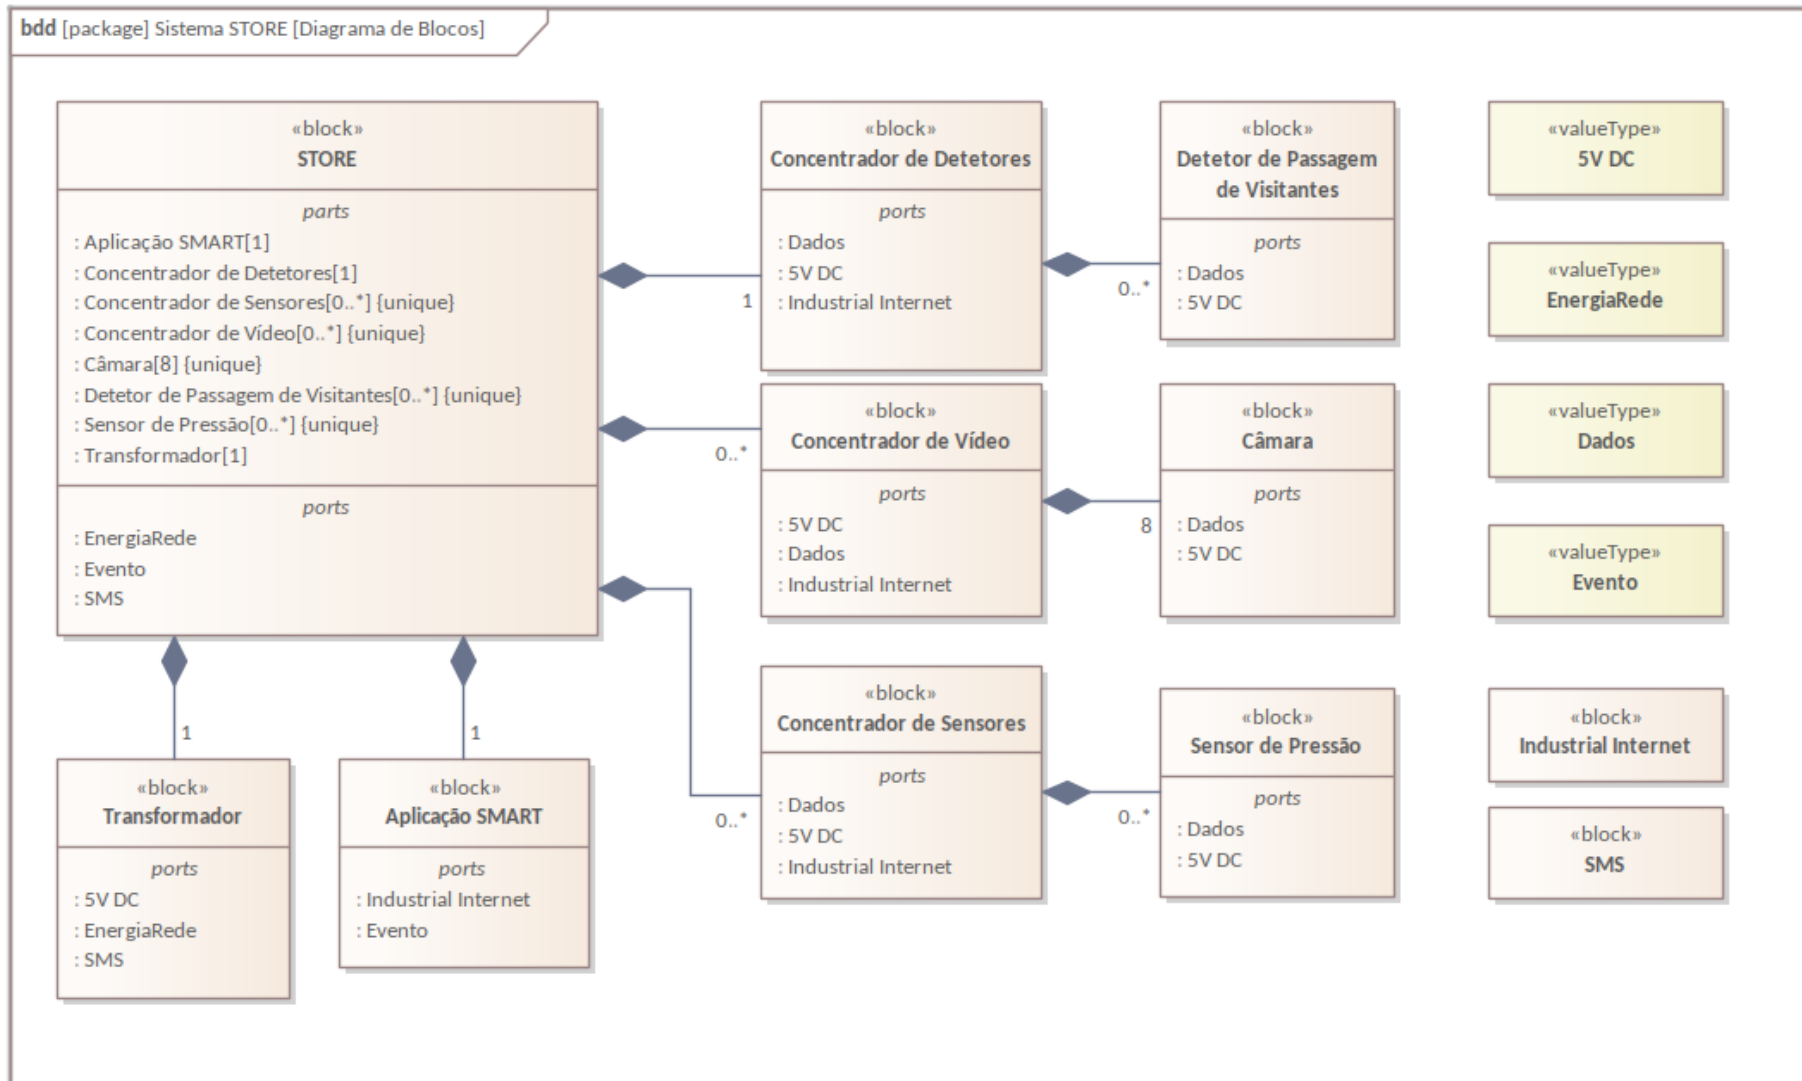 bdd [package] Sistema STORE [Diagrama de Blocos]
«block»
STORE
parts
: Aplicação SMART[1]
: Concentrador de Detetores[1]
: Concentrador de Sensores[0..*] {unique}
: Concentrador de Vídeo[0..*] {unique}
: Câmara[8] {unique}
: Detetor de Passagem de Visitantes[0..*] {unique}
: Sensor de Pressão[0..*] {unique}
: Transformador[1]
ports
: EnergiaRede
: Evento
: SMS
1
0..*
0..*
1
1
«block»
Transformador
ports
: 5V DC
: EnergiaRede
: SMS
«block»
Aplicação SMART
ports
: Industrial Internet
: Evento
«block»
Concentrador de Detetores
ports
: Dados
: 5V DC
: Industrial Internet
0..*
«block»
Detetor de Passagem
de Visitantes
ports
: Dados
: 5V DC
«block»
Concentrador de Vídeo
ports
: 5V DC
: Dados
: Industrial Internet
8
«block»
Câmara
ports
: Dados
: 5V DC
«block»
Concentrador de Sensores
ports
: Dados
: 5V DC
: Industrial Internet
0..*
«block»
Sensor de Pressão
ports
: Dados
: 5V DC
«valueType»
5V DC
«valueType»
EnergiaRede
«valueType»
Dados
«valueType»
Evento
«block»
Industrial Internet
«block»
SMS